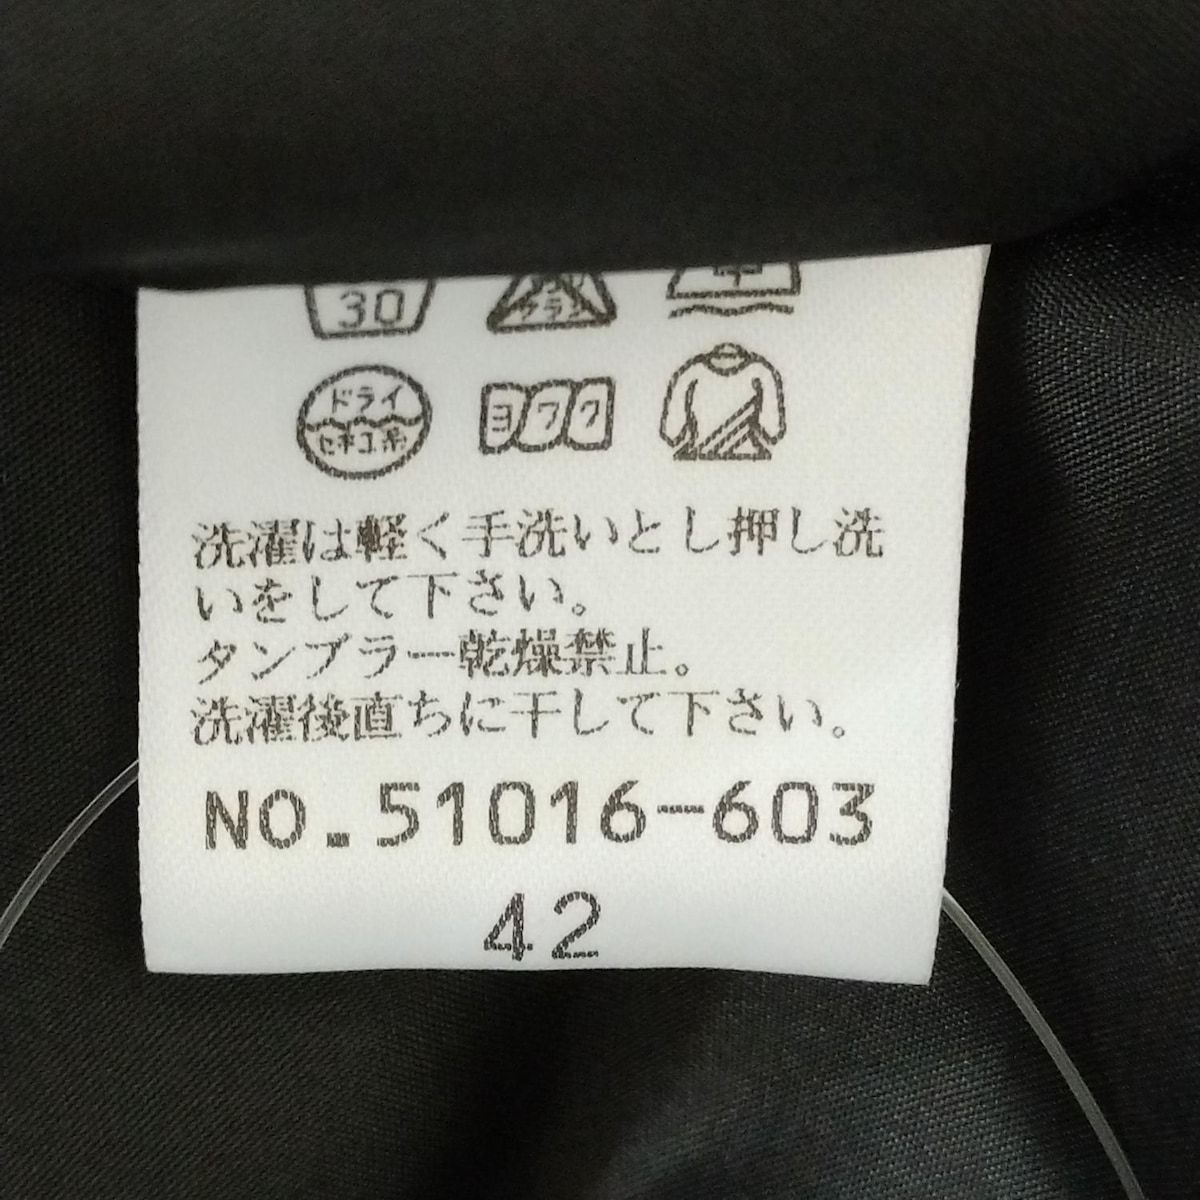 30
中
ドライ
セキユ系
ヨワク
洗濯は軽く手洗いとし押し洗
いをして下さい。
タンブラー乾燥禁止。
洗濯後直ちに干して下さい。
NO.51016-603
42